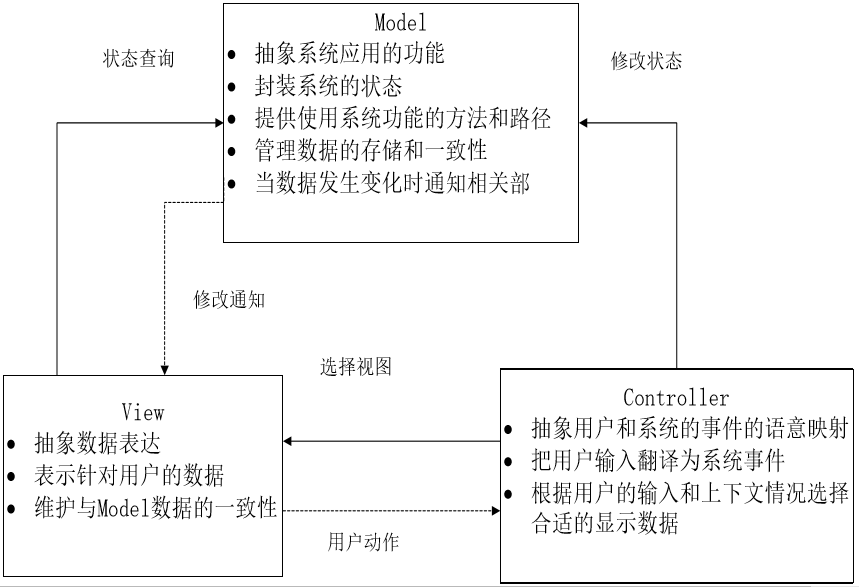 Model
状态查询
修改状态
● 抽象系统应用的功能
● 封装系统的状态
● 提供使用系统功能的方法和路径
● 管理数据的存储和一致性
● 当数据发生变化时通知相关部
修改通知
选择视图
View
● 抽象数据表达
● 表示针对用户的数据
● 维护与Model数据的一致性
Controller
● 抽象用户和系统的事件的语意映射
● 把用户输入翻译为系统事件
● 根据用户的输入和上下文情况选择
合适的显示数据
用户动作